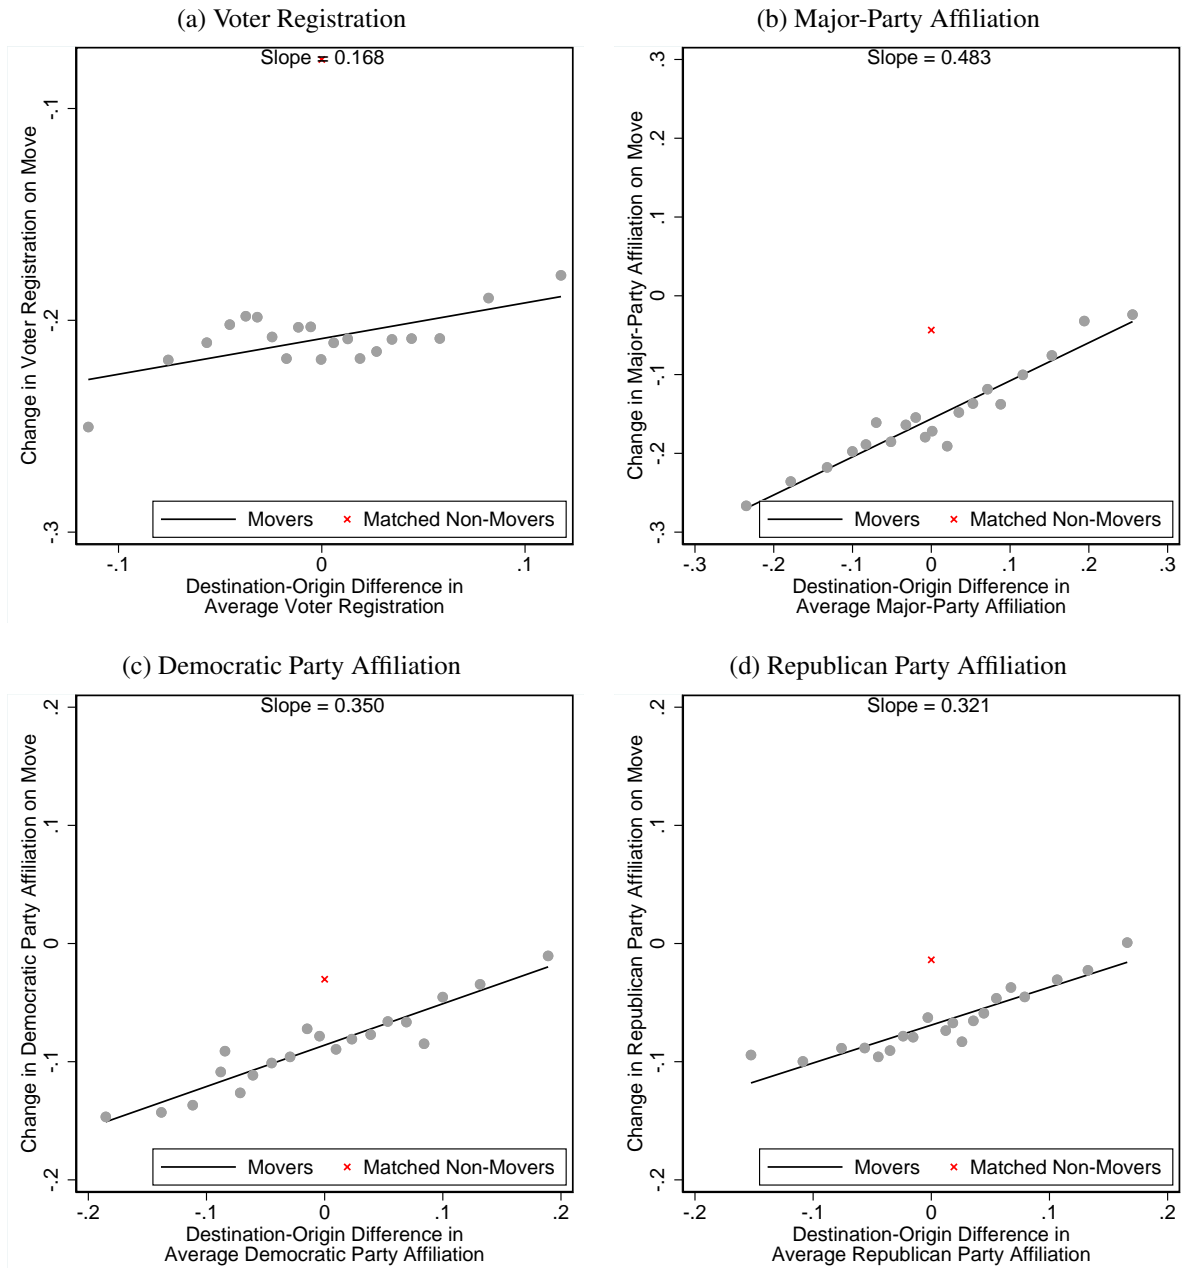 (a) Voter Registration
Slope = 0.168
Change in Voter Registration on Move
-.1
-.2
-.3
-.1
0
.1
Movers
Matched Non-Movers
Destination-Origin Difference in
Average Voter Registration
(b) Major-Party Affiliation
Slope = 0.483
Change in Major-Party Affiliation on Move
.3
.2
.1
0
-.1
-.2
-.3
Movers
Matched Non-Movers
-.3
-.2
-.1
0
.1
.2
.3
Destination-Origin Difference in
Average Major-Party Affiliation
(c) Democratic Party Affiliation
Slope = 0.350
Change in Democratic Party Affiliation on Move
.2
.1
0
-.1
-.2
Movers
Matched Non-Movers
-.2
-.1
0
.1
.2
Destination-Origin Difference in
Average Democratic Party Affiliation
(d) Republican Party Affiliation
Slope = 0.321
Change in Republican Party Affiliation on Move
.2
.1
0
-.1
-.2
Movers
Matched Non-Movers
-.2
-.1
0
.1
.2
Destination-Origin Difference in
Average Republican Party Affiliation